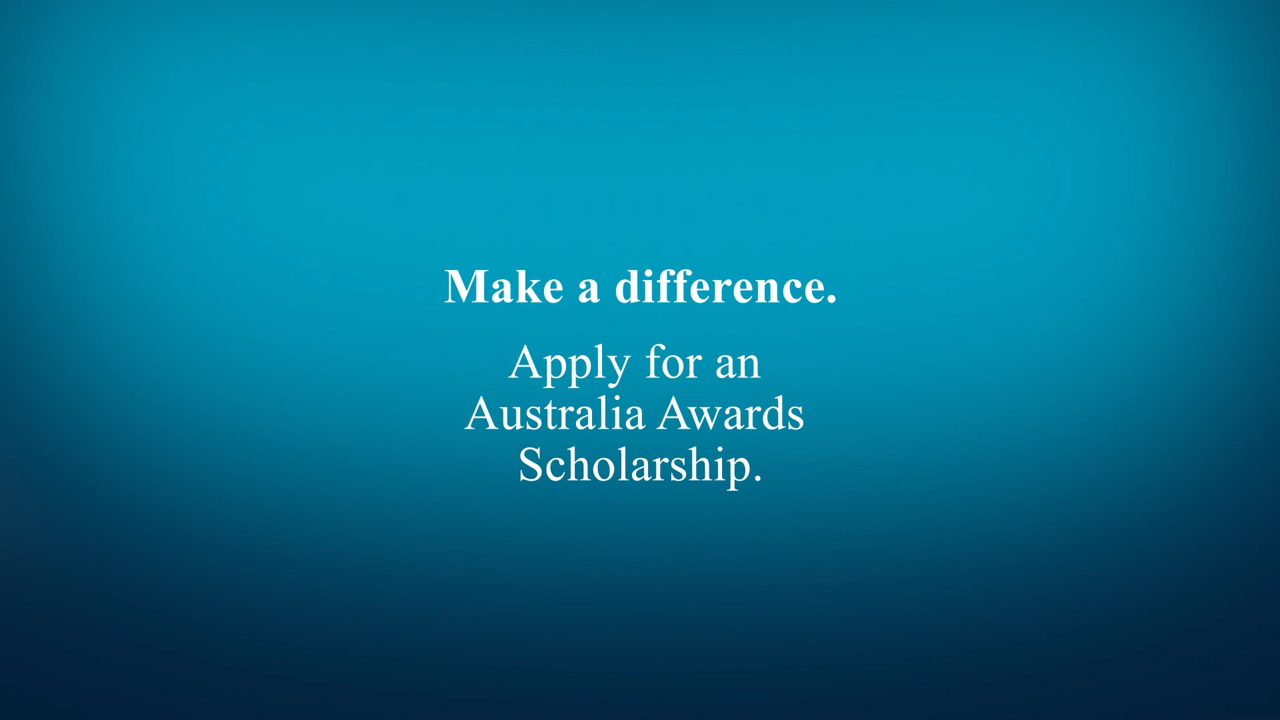 Make a difference.
Apply for an
Australia Awards
Scholarship.